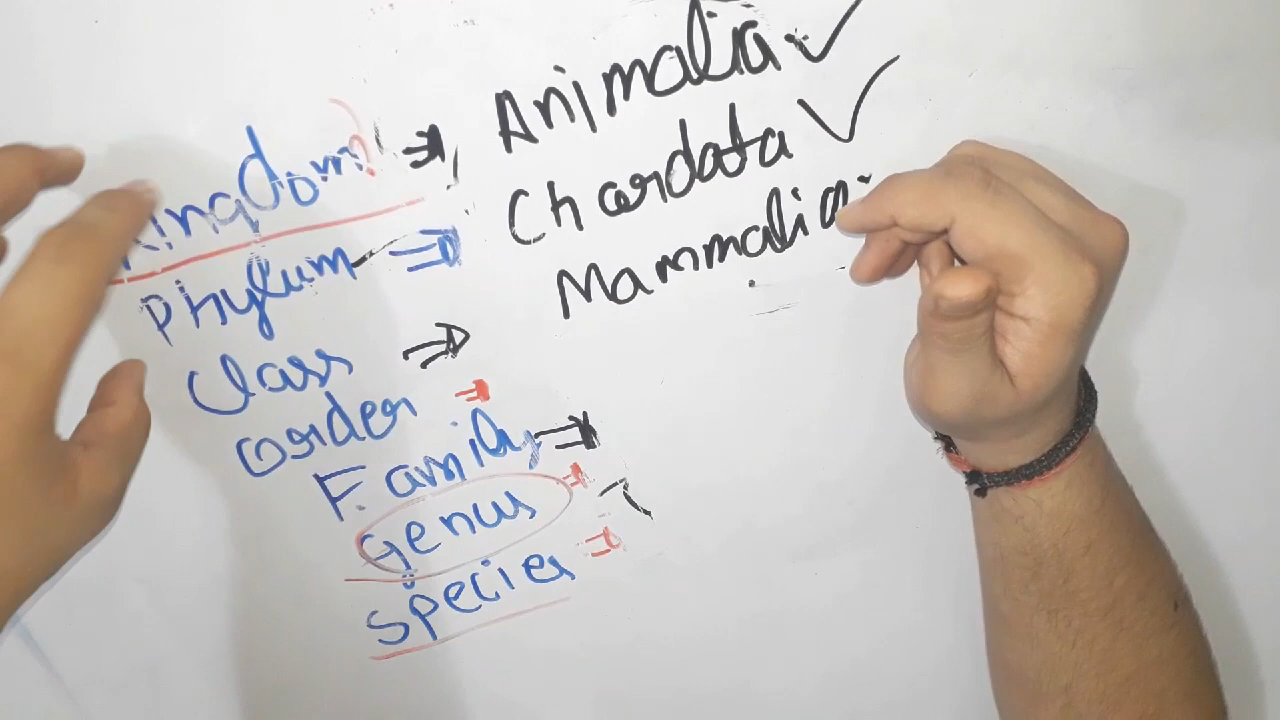 Kingdom ⇒ Animalia ✓
Phylum ⇒ Chordata ✓
Class ⇒ Mammalia
Order ⇒
Family ⇒
Genus ⇒
Species ⇒